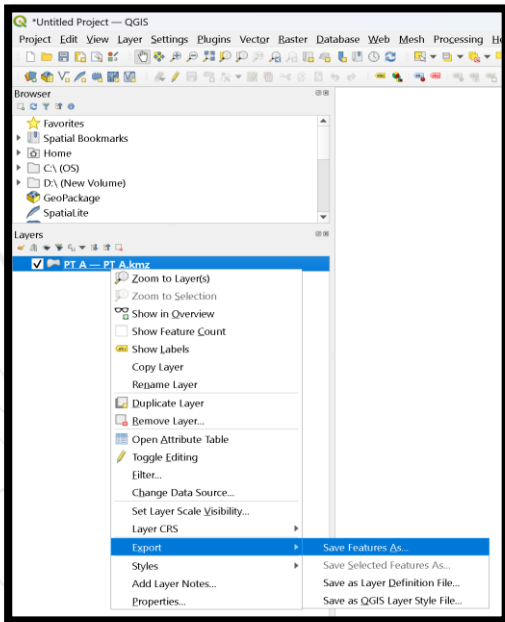 *Untitled Project — QGIS
Project Edit View Layer Settings Plugins Vector Raster Database Web Mesh Processing He
Browser
Favorites
Spatial Bookmarks
Home
C:\ (OS)
D:\ (New Volume)
GeoPackage
SpatiaLite
Layers
PT A — PT A.kmz
Zoom to Layer(s)
Zoom to Selection
Show in Overview
Show Feature Count
Show Labels
Copy Layer
Rename Layer
Duplicate Layer
Remove Layer...
Open Attribute Table
Toggle Editing
Filter...
Change Data Source...
Set Layer Scale Visibility...
Layer CRS
Export
Save Features As...
Styles
Save Selected Features As...
Add Layer Notes...
Save as Layer Definition File...
Properties...
Save as QGIS Layer Style File...